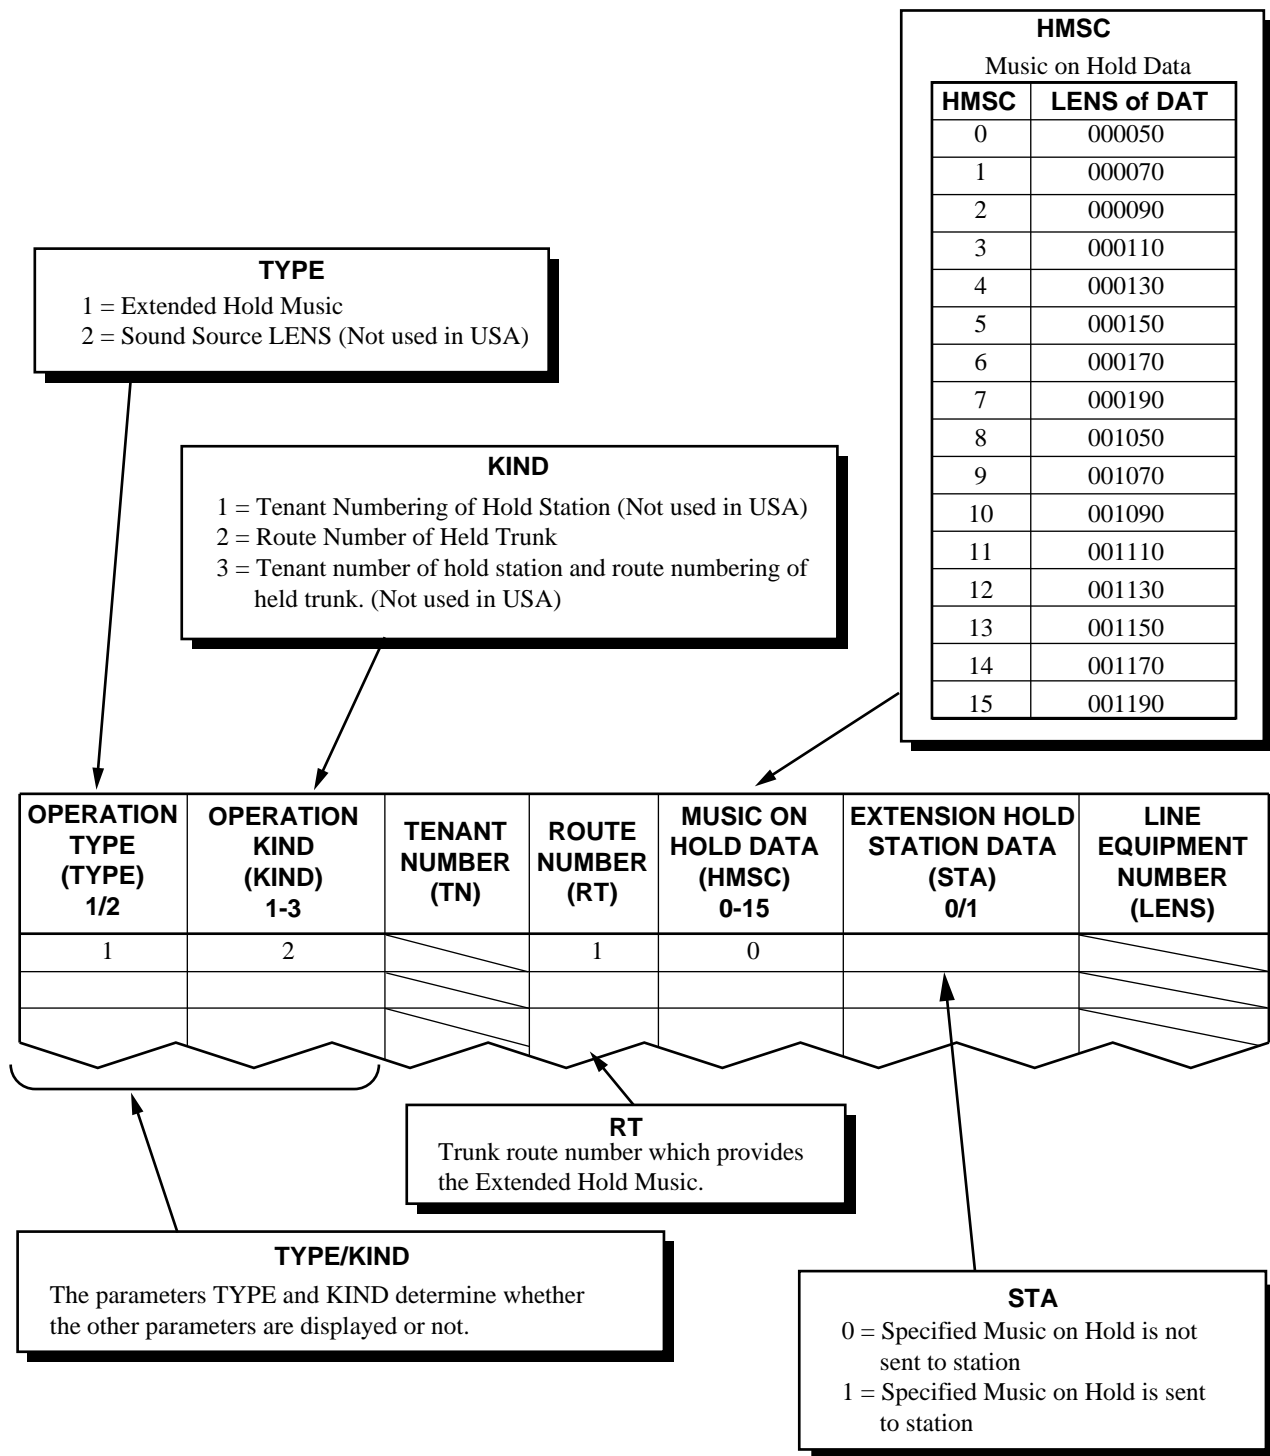 HMSC
Music on Hold Data
HMSC LENS of DAT
0 000050
1 000070
2 000090
3 000110
4 000130
5 000150
6 000170
7 000190
8 001050
9 001070
10 001090
11 001110
12 001130
13 001150
14 001170
15 001190
TYPE
1 = Extended Hold Music
2 = Sound Source LENS (Not used in USA)
KIND
1 = Tenant Numbering of Hold Station (Not used in USA)
2 = Route Number of Held Trunk
3 = Tenant number of hold station and route numbering of
held trunk. (Not used in USA)
OPERATION
TYPE
(TYPE)
1/2
OPERATION
KIND
(KIND)
1-3
TENANT
NUMBER
(TN)
ROUTE
NUMBER
(RT)
MUSIC ON
HOLD DATA
(HMSC)
0-15
EXTENSION HOLD
STATION DATA
(STA)
0/1
LINE
EQUIPMENT
NUMBER
(LENS)
1 2 1 0
RT
Trunk route number which provides
the Extended Hold Music.
TYPE/KIND
The parameters TYPE and KIND determine whether
the other parameters are displayed or not.
STA
0 = Specified Music on Hold is not
sent to station
1 = Specified Music on Hold is sent
to station